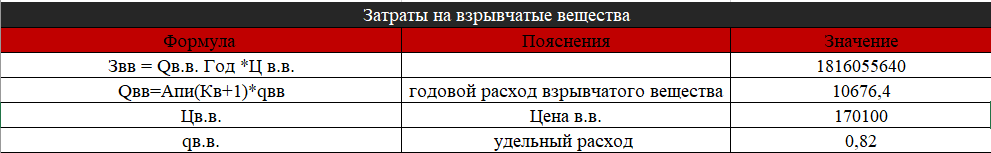 Затраты на взрывчатые вещества
Формула Пояснения Значение
Звв = Qв.в. Год *Ц в.в. 1816055640
Qвв=Апи(Кв+1)*qвв годовой расход взрывчатого вещества 10676,4
Цв.в. Цена в.в. 170100
qв.в. удельный расход 0,82